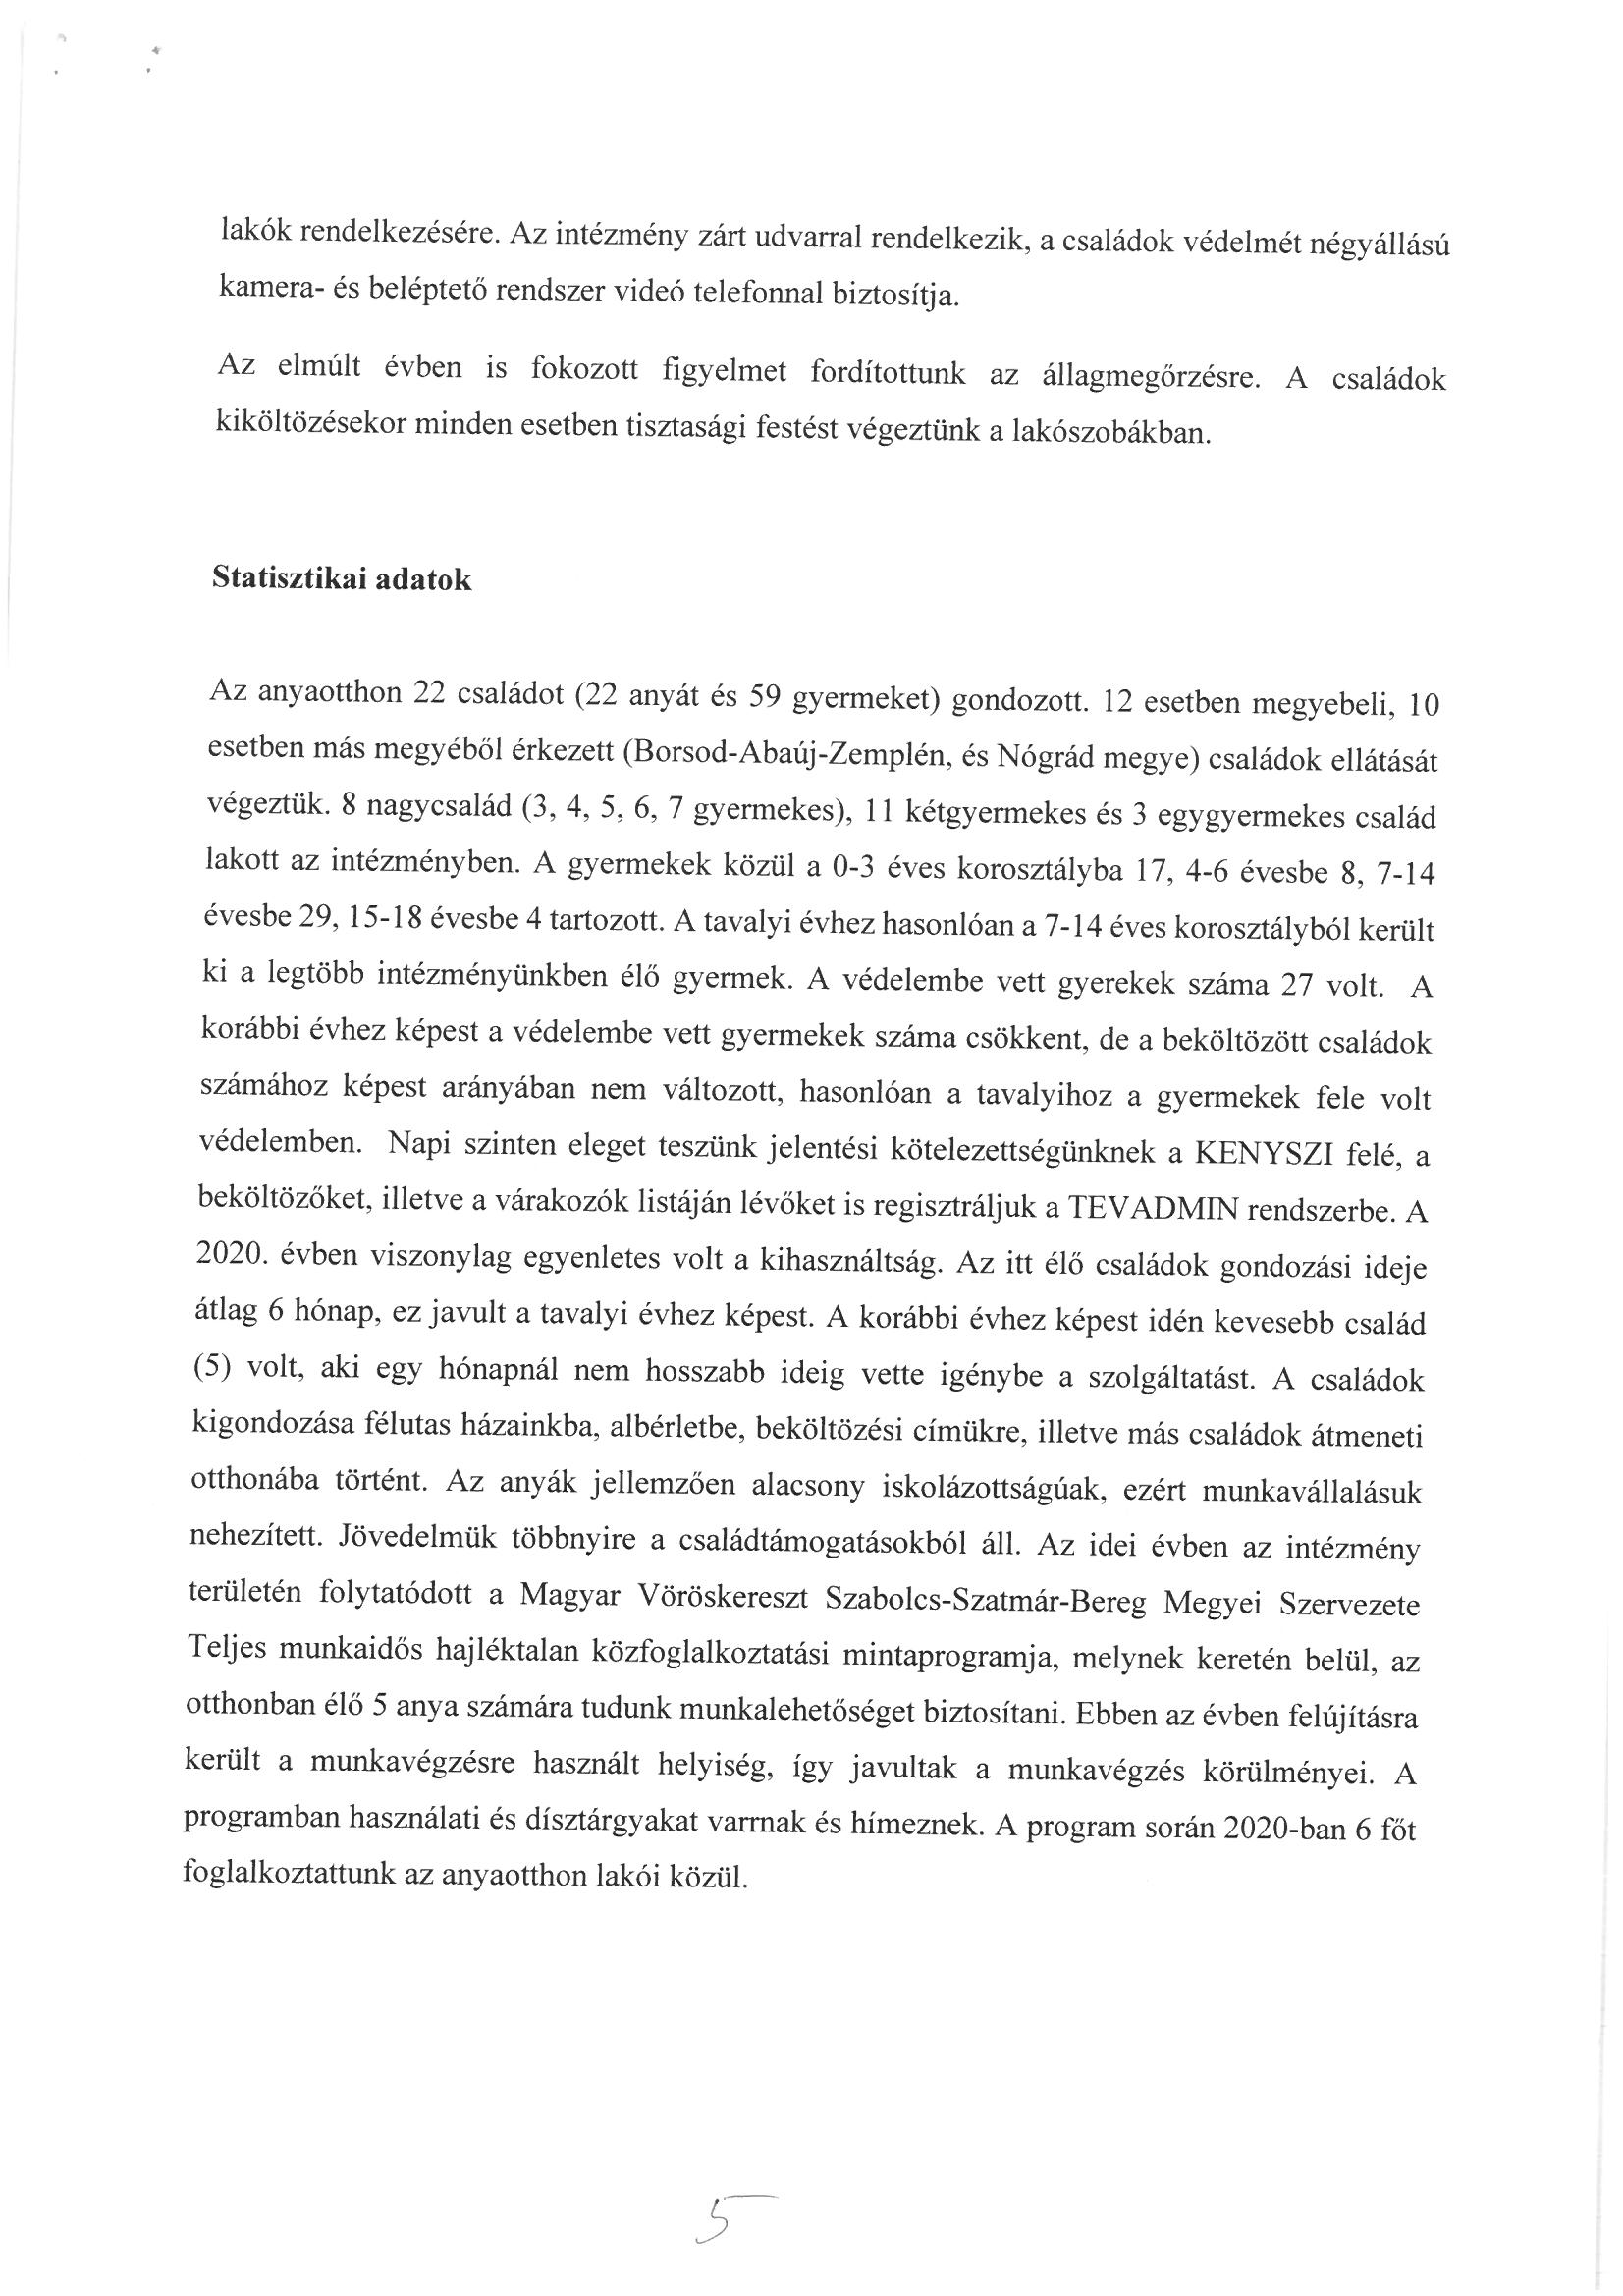 lakók rendelkezésére. Az intézmény zárt udvarral rendelkezik, a családok védelmét négyállású
kamera- és beléptető rendszer videó telefonnal biztosítja.
Az elmúlt évben is fokozott figyelmet fordítottunk az állagmegőrzésre. A családok
kiköltözésekor minden esetben tisztasági festést végeztünk a lakószobákban.
Statisztikai adatok
Az anyaotthon 22 családot (22 anyát és 59 gyermeket) gondozott. 12 esetben megyebeli, 10
esetben más megyéből érkezett (Borsod-Abaúj-Zemplén, és Nógrád megye) családok ellátását
végeztük. 8 nagycsalád (3, 4, 5, 6, 7 gyermekes), 11 kétgyermekes és 3 egygyermekes család
lakott az intézményben. A gyermekek közül a 0-3 éves korosztályba 17, 4-6 évesbe 8, 7-14
évesbe 29, 15-18 évesbe 4 tartozott. A tavalyi évhez hasonlóan a 7-14 éves korosztályból került
ki a legtöbb intézményünkben élő gyermek. A védelembe vett gyerekek száma 27 volt. A
korábbi évhez képest a védelembe vett gyermekek száma csökkent, de a beköltözött családok
számához képest arányában nem változott, hasonlóan a tavalyihoz a gyermekek fele volt
védelemben. Napi szinten eleget teszünk jelentési kötelezettségünknek a KENYSZI felé, a
beköltözőket, illetve a várakozók listáján lévőket is regisztráljuk a TEVADMIN rendszerbe. A
2020. évben viszonylag egyenletes volt a kihasználtság. Az itt élő családok gondozási ideje
átlag 6 hónap, ez javult a tavalyi évhez képest. A korábbi évhez képest idén kevesebb család
(5) volt, aki egy hónapnál nem hosszabb ideig vette igénybe a szolgáltatást. A családok
kigondozása félutas házainkba, albérletbe, beköltözési címükre, illetve más családok átmeneti
otthonába történt. Az anyák jellemzően alacsony iskolázottságúak, ezért munkavállalásuk
nehezített. Jövedelmük többnyire a családtámogatásokból áll. Az idei évben az intézmény
területén folytatódott a Magyar Vöröskereszt Szabolcs-Szatmár-Bereg Megyei Szervezete
Teljes munkaidős hajléktalan közfoglalkoztatási mintaprogramja, melynek keretén belül, az
otthonban élő 5 anya számára tudunk munkalehetőséget biztosítani. Ebben az évben felújításra
került a munkavégzésre használt helyiség, így javultak a munkavégzés körülményei. A
programban használati és dísztárgyakat varrnak és hímeznek. A program során 2020-ban 6 főt
foglalkoztattunk az anyaotthon lakói közül.
5